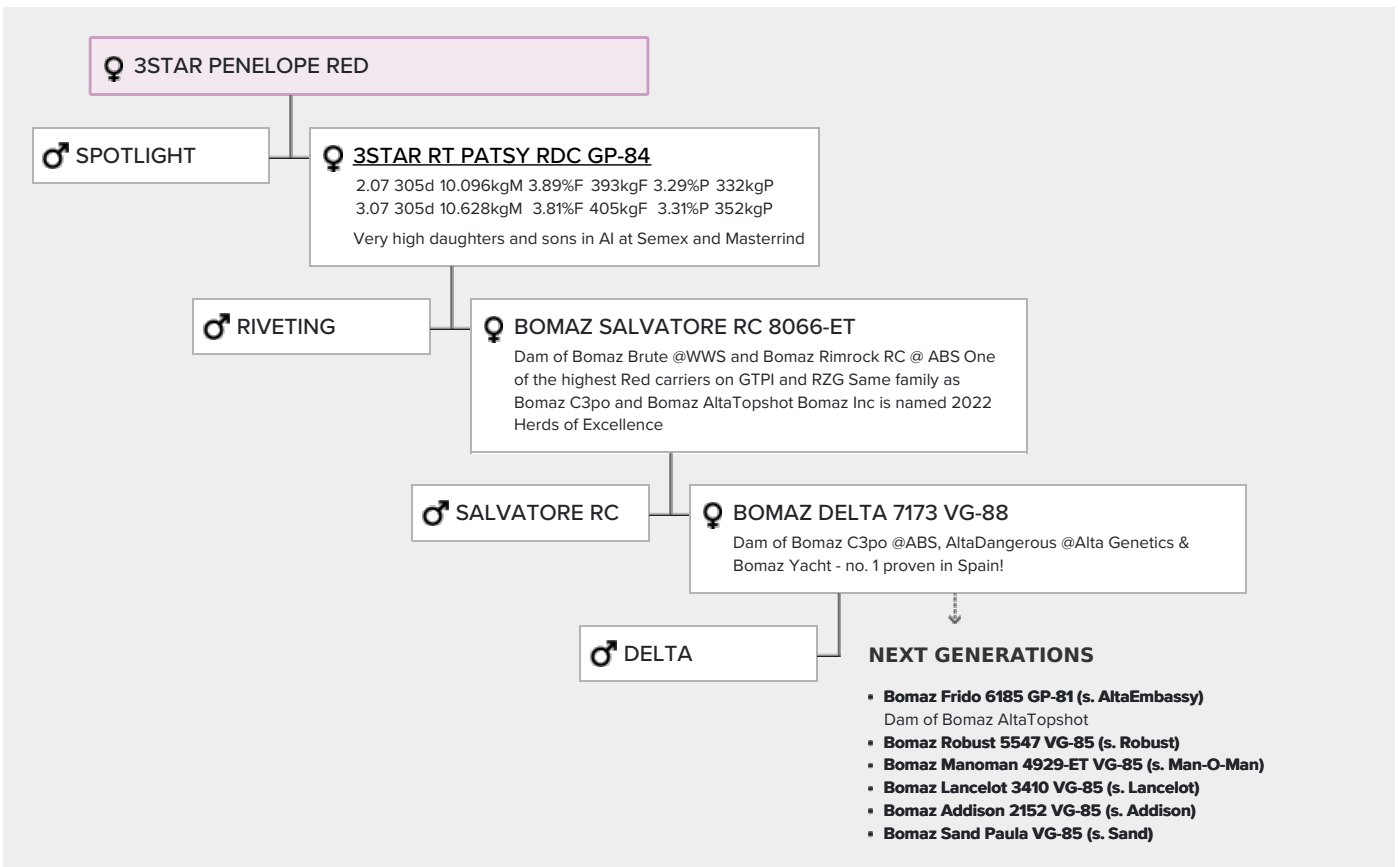 3STAR PENELOPE RED
SPOTLIGHT
3STAR RT PATSY RDC GP-84
2.07 305d 10.096kgM 3.89%F 393kgF 3.29%P 332kgP
3.07 305d 10.628kgM 3.81%F 405kgF 3.31%P 352kgP
Very high daughters and sons in AI at Semex and Masterrind
RIVETING
BOMAZ SALVATORE RC 8066-ET
Dam of Bomaz Brute @WWS and Bomaz Rimrock RC @ ABS One
of the highest Red carriers on GTPI and RZG Same family as
Bomaz C3po and Bomaz AltaTopshot Bomaz Inc is named 2022
Herds of Excellence
SALVATORE RC
BOMAZ DELTA 7173 VG-88
Dam of Bomaz C3po @ABS, AltaDangerous @Alta Genetics &
Bomaz Yacht - no. 1 proven in Spain!
DELTA
NEXT GENERATIONS
• Bomaz Frido 6185 GP-81 (s. AltaEmbassy)
Dam of Bomaz AltaTopshot
• Bomaz Robust 5547 VG-85 (s. Robust)
• Bomaz Manoman 4929-ET VG-85 (s. Man-O-Man)
• Bomaz Lancelot 3410 VG-85 (s. Lancelot)
• Bomaz Addison 2152 VG-85 (s. Addison)
• Bomaz Sand Paula VG-85 (s. Sand)